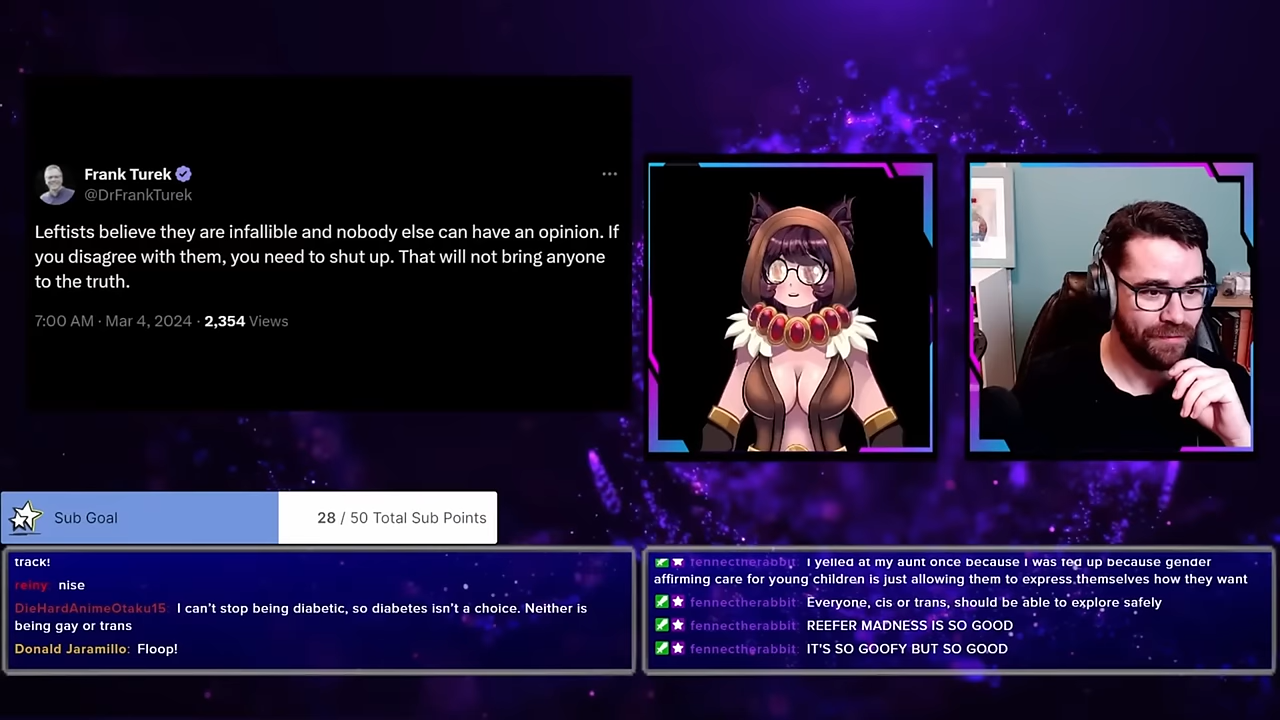 Frank Turek
@DrFrankTurek
Leftists believe they are infallible and nobody else can have an opinion. If
you disagree with them, you need to shut up. That will not bring anyone
to the truth.
7:00 AM · Mar 4, 2024 · 2,354 Views
Sub Goal
28 / 50 Total Sub Points
track!
reiny: nise
DieHardAnimeOtaku15: I can't stop being diabetic, so diabetes isn't a choice. Neither is
being gay or trans
Donald Jaramillo: Floop!
fennectherabbit: I yelled at my aunt once because I was fed up because gender
affirming care for young children is just allowing them to express themselves how they want
fennectherabbit: Everyone, cis or trans, should be able to explore safely
fennectherabbit: REEFER MADNESS IS SO GOOD
fennectherabbit: IT'S SO GOOFY BUT SO GOOD